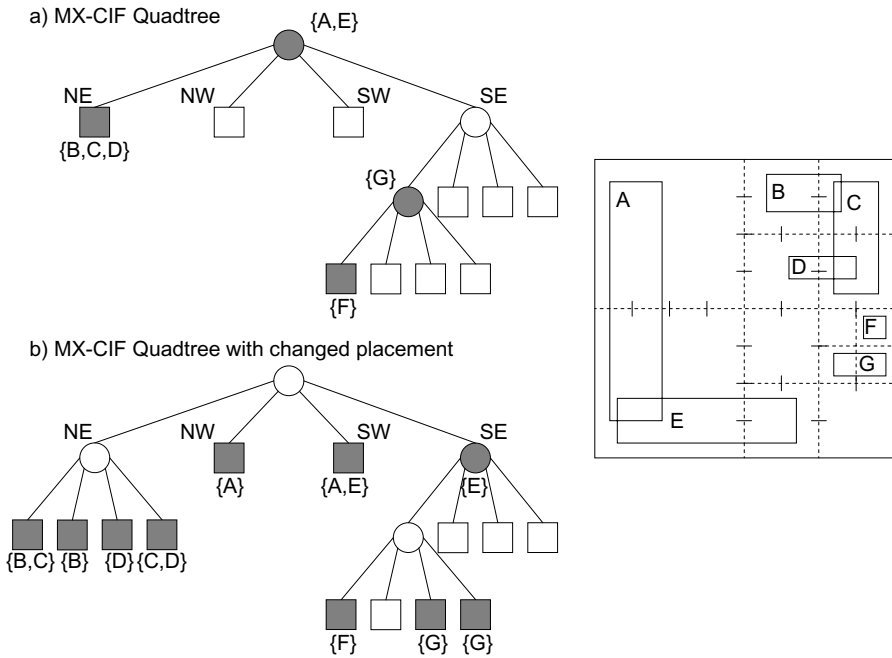 a) MX-CIF Quadtree
{A,E}
NE
NW
SW
SE
{B,C,D}
{G}
{F}
b) MX-CIF Quadtree with changed placement
NE
NW
SW
SE
{A}
{A,E}
{E}
{B,C}
{B}
{D}
{C,D}
{F}
{G}
{G}
A
B
C
D
F
G
E